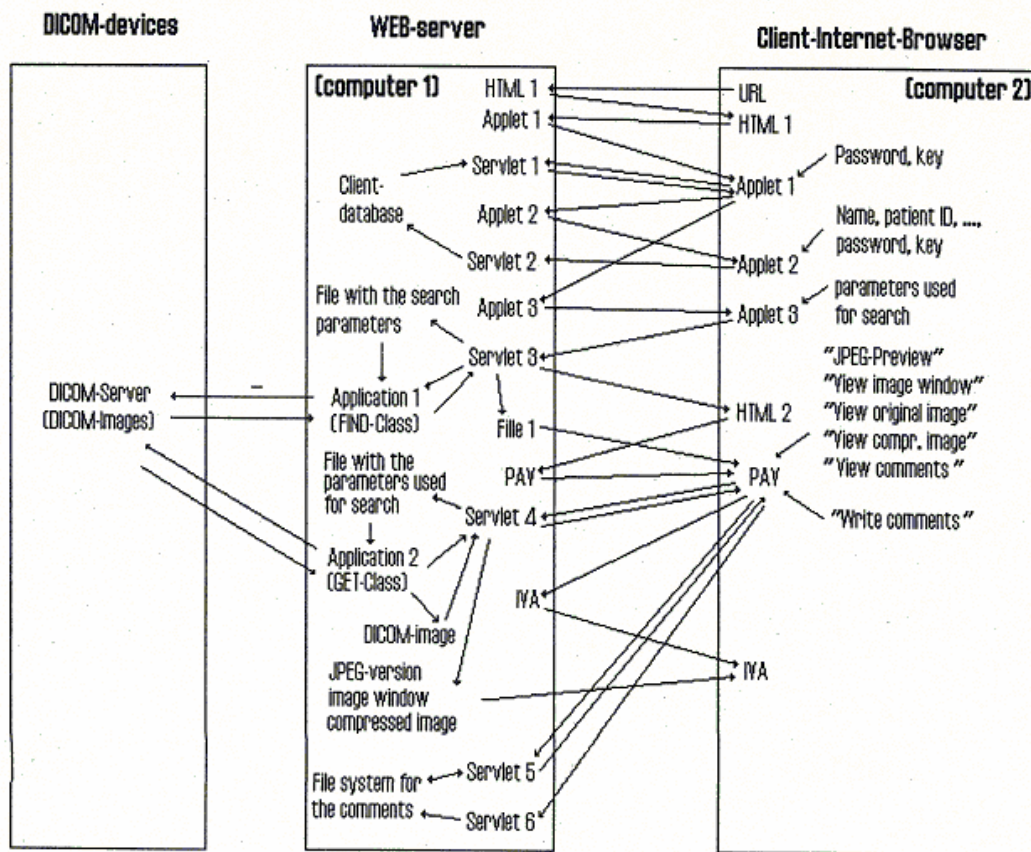 DICOM-devices
WEB-server
Client-Internet-Browser
(computer 1)
(computer 2)
HTML 1
URL
Applet 1
HTML 1
Password, key
Servlet 1
Applet 1
Client-
database
Applet 2
Name, patient ID, ....,
password, key
Servlet 2
Applet 2
File with the search
parameters
Applet 3
Applet 3
parameters used
for search
Servlet 3
DICOM-Server
(DICOM-Images)
Application 1
(FIND-Class)
Fille 1
HTML 2
"JPEG-Preview"
"View image window"
"View original image"
"View compr. image"
"View comments "
File with the
parameters used
for search
PAV
PAV
Servlet 4
"Write comments "
Application 2
(GET-Class)
IVA
DICOM-image
JPEG-version
image window
compressed image
IVA
Servlet 5
File system for
the comments
Servlet 6